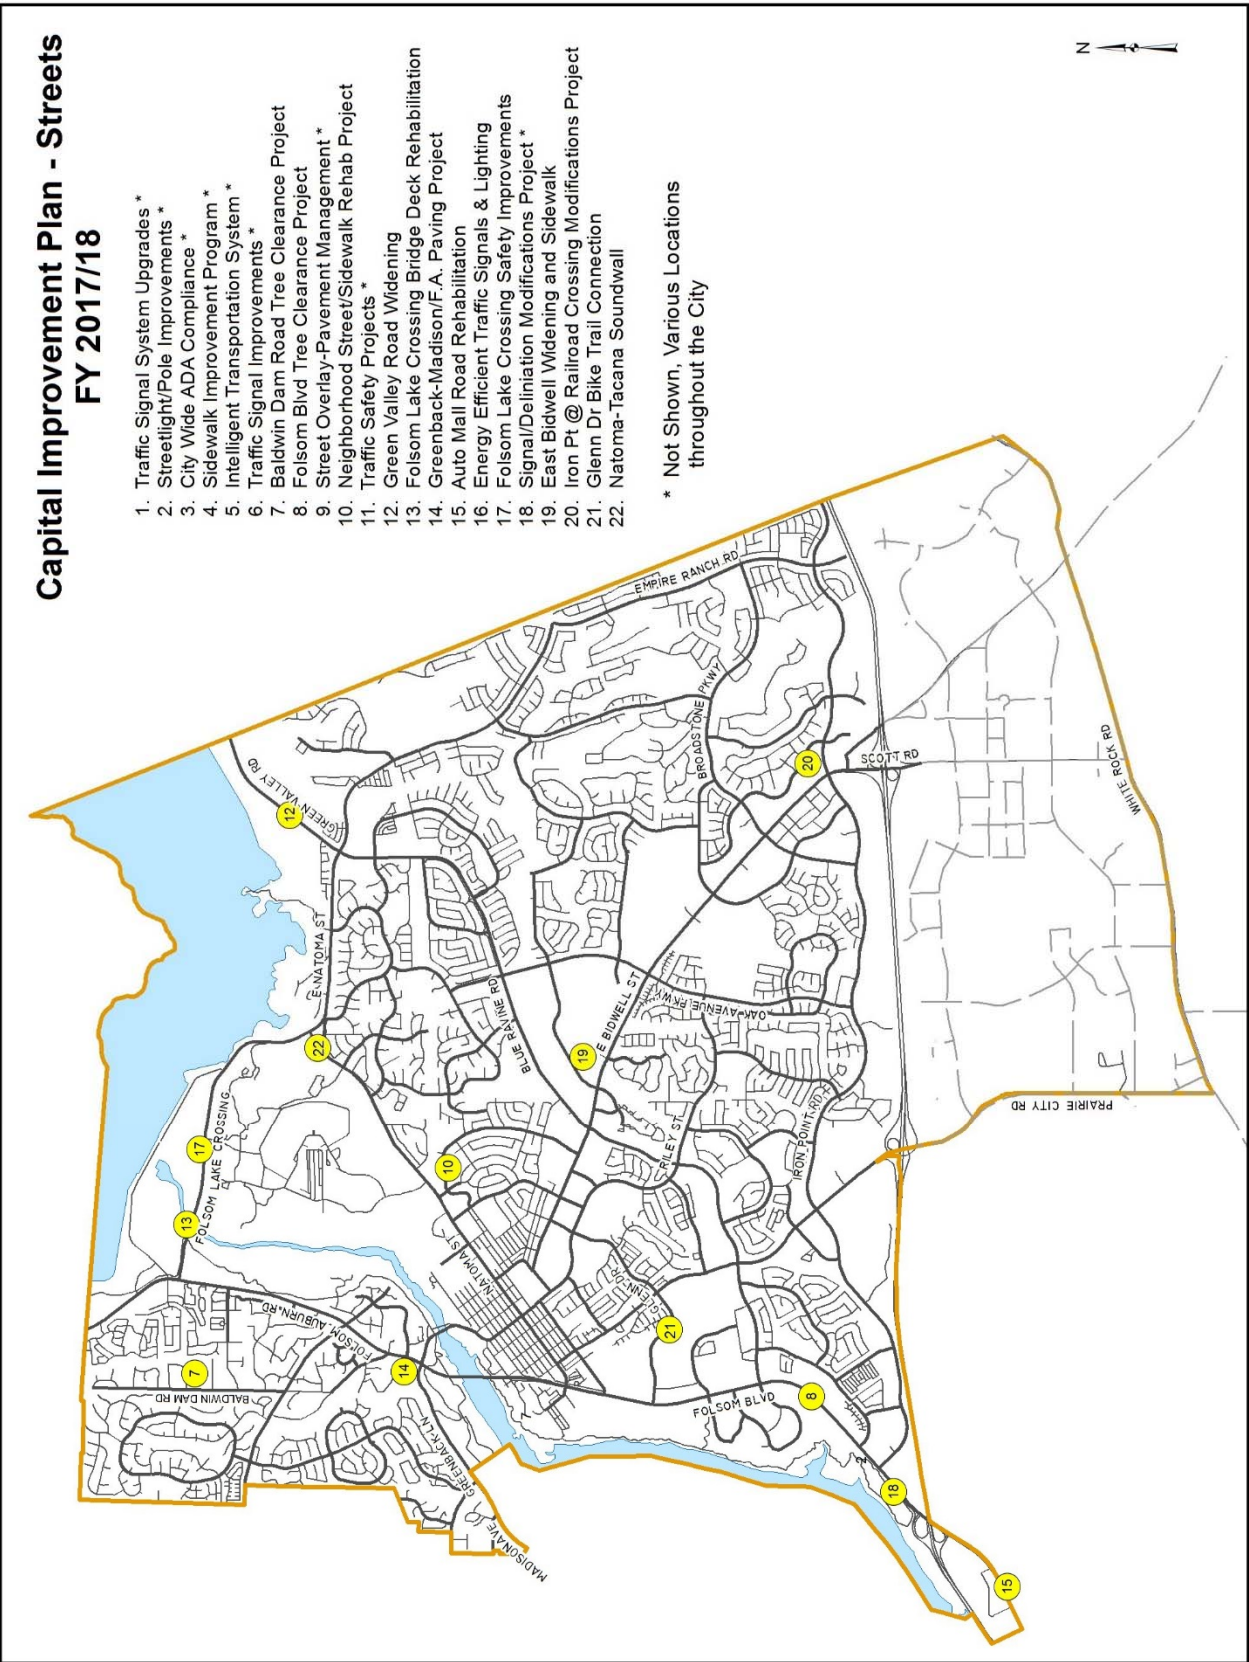 Capital Improvement Plan - Streets
FY 2017/18
1. Traffic Signal System Upgrades *
2. Streetlight/Pole Improvements *
3. City Wide ADA Compliance *
4. Sidewalk Improvement Program *
5. Intelligent Transportation System *
6. Traffic Signal Improvements *
7. Baldwin Dam Road Tree Clearance Project
8. Folsom Blvd Tree Clearance Project
9. Street Overlay-Pavement Management *
10. Neighborhood Street/Sidewalk Rehab Project
11. Traffic Safety Projects *
12. Green Valley Road Widening
13. Folsom Lake Crossing Bridge Deck Rehabilitation
14. Greenback-Madison/F.A. Paving Project
15. Auto Mall Road Rehabilitation
16. Energy Efficient Traffic Signals & Lighting
17. Folsom Lake Crossing Safety Improvements
18. Signal/Deliniation Modifications Project *
19. East Bidwell Widening and Sidewalk
20. Iron Pt @ Railroad Crossing Modifications Project
21. Glenn Dr Bike Trail Connection
22. Natoma-Tacana Soundwall
* Not Shown, Various Locations
throughout the City
N
7
BALDWIN DAM RD
FOLSOM AUBURN RD
13
17
FOLSOM LAKE CROSSING
12
GREEN VALLEY RD
22
E NATOMA ST
14
GREENBACK LN
MADISON AVE
10
NATOMA ST
BLUE RAVINE RD
19
E BIDWELL ST
21
GLENN DR
RILEY ST
OAK AVENUE PKWY
BROADSTONE PKWY
EMPIRE RANCH RD
8
FOLSOM BLVD
IRON POINT RD
20
SCOTT RD
18
15
PRAIRIE CITY RD
WHITE ROCK RD